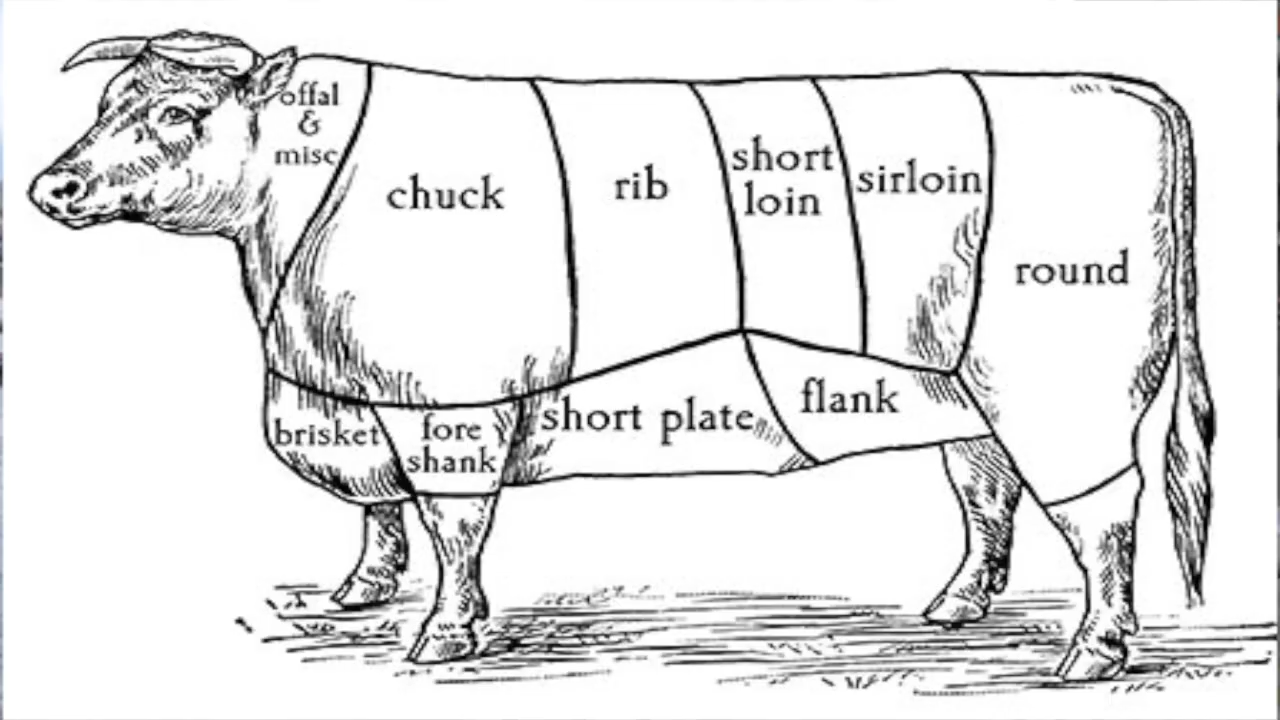 offal
&
misc
chuck
rib
short
loin
sirloin
round
brisket
fore
shank
short plate
flank